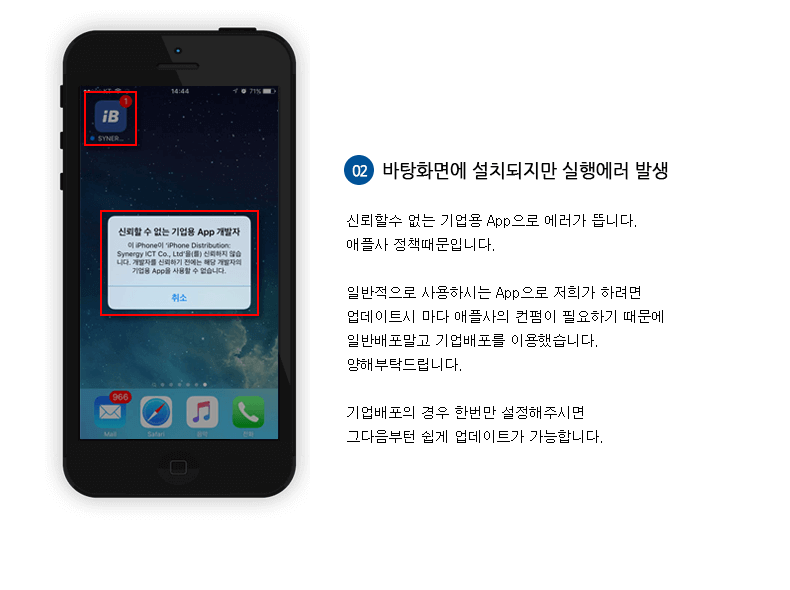 14:44
71%
iB
1
SYNER...
신뢰할 수 없는 기업용 App 개발자
이 iPhone이 'iPhone Distribution:
Synergy ICT Co., Ltd'을(를) 신뢰하지 않습
니다. 개발자를 신뢰하기 전에는 해당 개발자의
기업용 App을 사용할 수 없습니다.
취소
966
Mail
Safari
음악
전화
02 바탕화면에 설치되지만 실행에러 발생
신뢰할수 없는 기업용 App으로 에러가 뜹니다.
애플사 정책때문입니다.
일반적으로 사용하시는 App으로 저희가 하려면
업데이트시 마다 애플사의 컨펌이 필요하기 때문에
일반배포말고 기업배포를 이용했습니다.
양해부탁드립니다.
기업배포의 경우 한번만 설정해주시면
그다음부턴 쉽게 업데이트가 가능합니다.